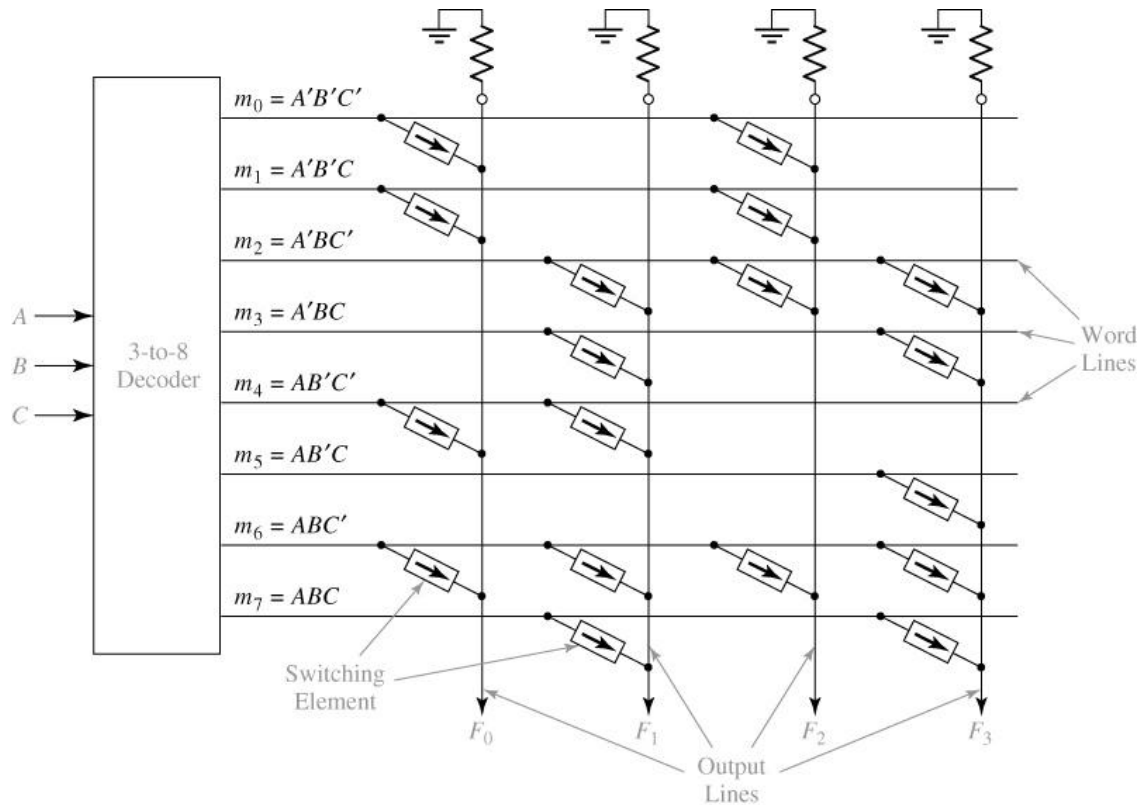 m₀ = A'B'C'
m₁ = A'B'C
m₂ = A'BC'
m₃ = A'BC
m₄ = AB'C'
m₅ = AB'C
m₆ = ABC'
m₇ = ABC
A
B
C
3-to-8
Decoder
Word
Lines
Switching
Element
F₀
F₁
F₂
F₃
Output
Lines